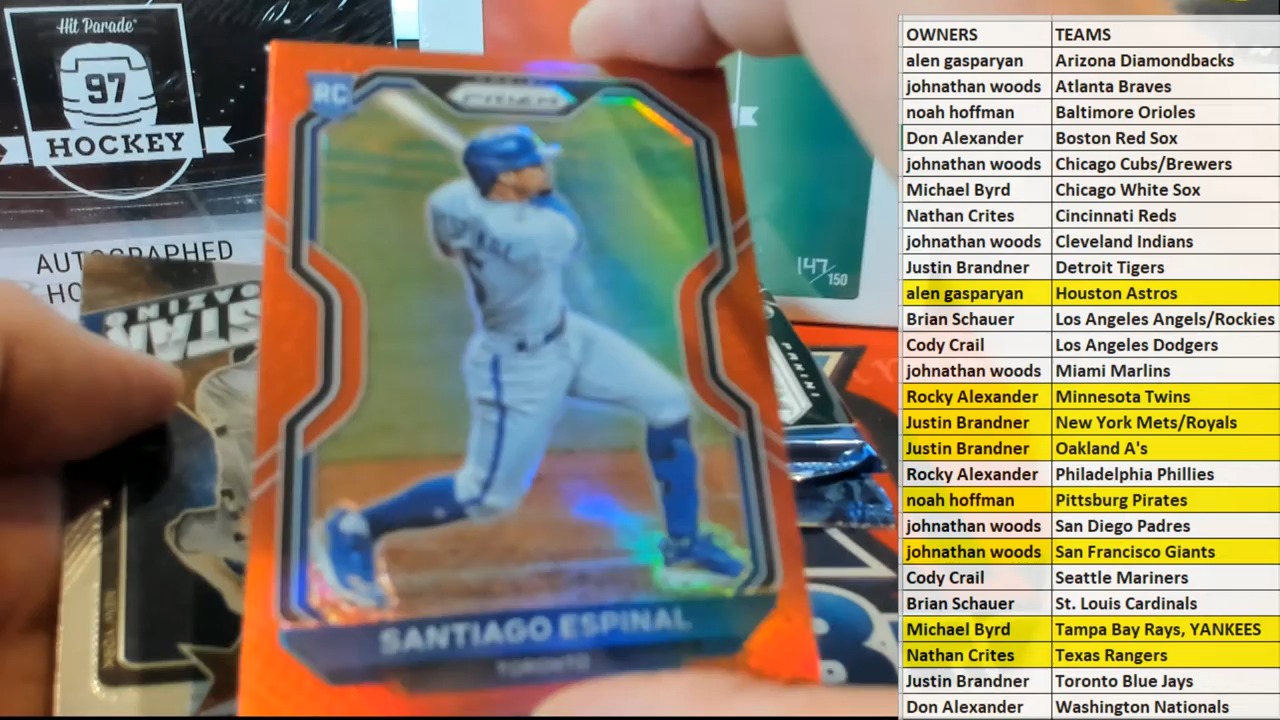 Hit Parade
97
HOCKEY
AUTOGRAPHED
HO
STAR
RC
PRIZM
ESPINAL
5
SANTIAGO ESPINAL
TORONTO
147/150
PANINI
OWNERS TEAMS
alen gasparyan Arizona Diamondbacks
johnathan woods Atlanta Braves
noah hoffman Baltimore Orioles
Don Alexander Boston Red Sox
johnathan woods Chicago Cubs/Brewers
Michael Byrd Chicago White Sox
Nathan Crites Cincinnati Reds
johnathan woods Cleveland Indians
Justin Brandner Detroit Tigers
alen gasparyan Houston Astros
Brian Schauer Los Angeles Angels/Rockies
Cody Crail Los Angeles Dodgers
johnathan woods Miami Marlins
Rocky Alexander Minnesota Twins
Justin Brandner New York Mets/Royals
Justin Brandner Oakland A's
Rocky Alexander Philadelphia Phillies
noah hoffman Pittsburg Pirates
johnathan woods San Diego Padres
johnathan woods San Francisco Giants
Cody Crail Seattle Mariners
Brian Schauer St. Louis Cardinals
Michael Byrd Tampa Bay Rays, YANKEES
Nathan Crites Texas Rangers
Justin Brandner Toronto Blue Jays
Don Alexander Washington Nationals